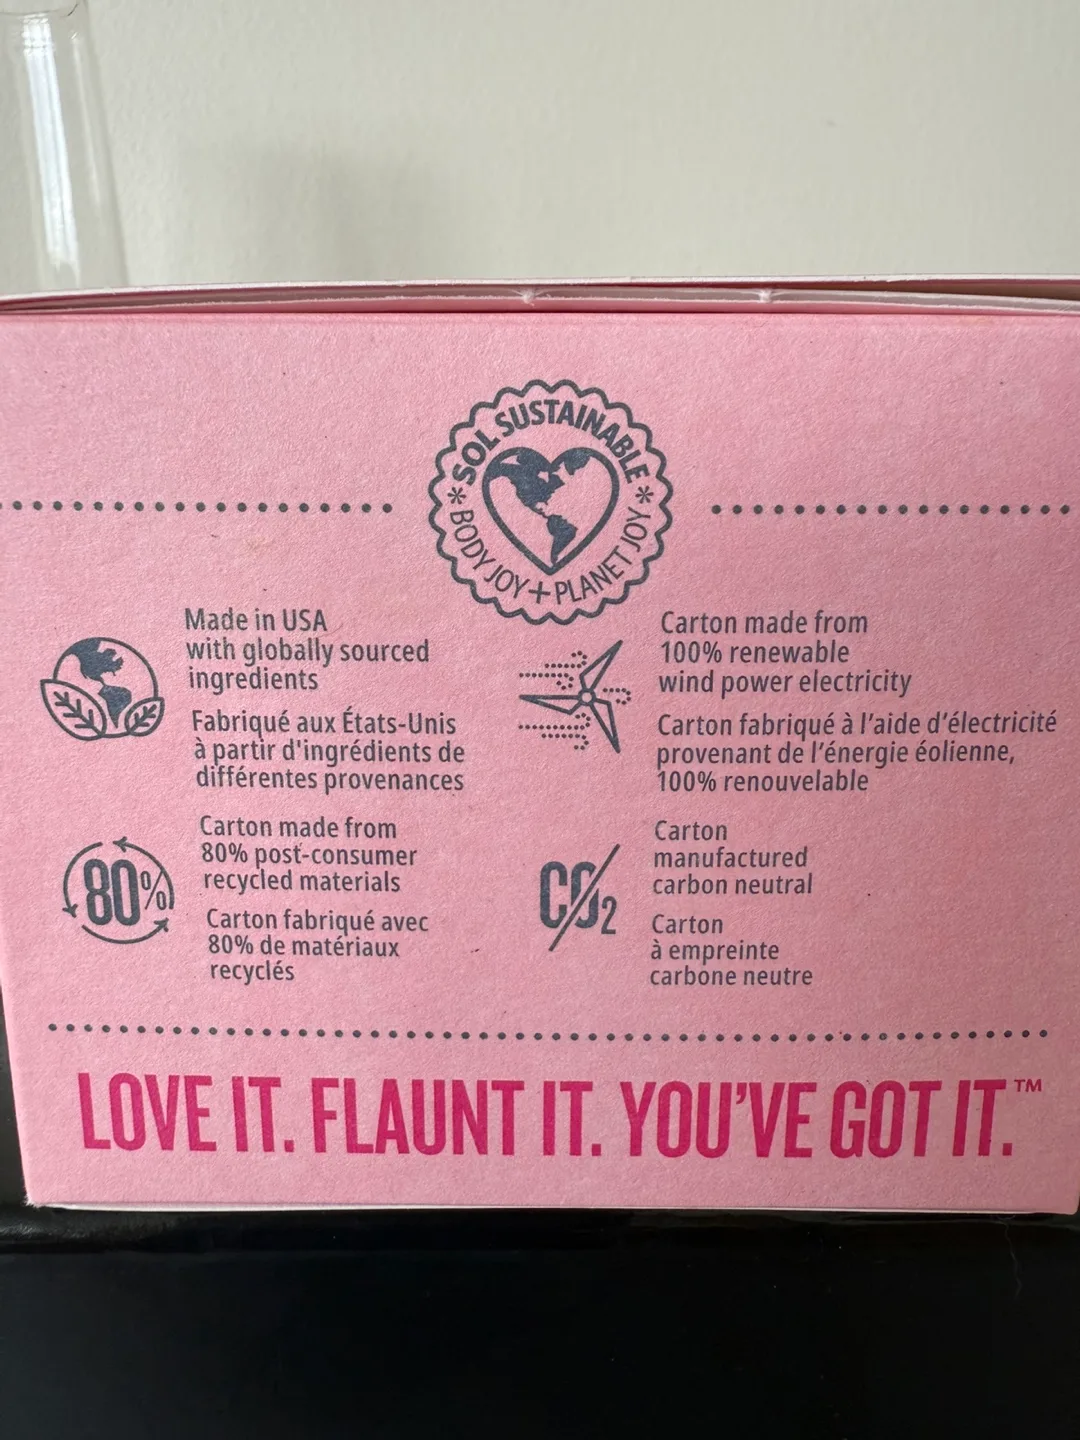 * SOL SUSTAINABLE *
BODY JOY + PLANET JOY
Made in USA
with globally sourced
ingredients
Fabriqué aux États-Unis
à partir d'ingrédients de
différentes provenances
Carton made from
100% renewable
wind power electricity
Carton fabriqué à l'aide d'électricité
provenant de l'énergie éolienne,
100% renouvelable
80%
Carton made from
80% post-consumer
recycled materials
Carton fabriqué avec
80% de matériaux
recyclés
CO2
Carton
manufactured
carbon neutral
Carton
à empreinte
carbone neutre
LOVE IT. FLAUNT IT. YOU'VE GOT IT.™